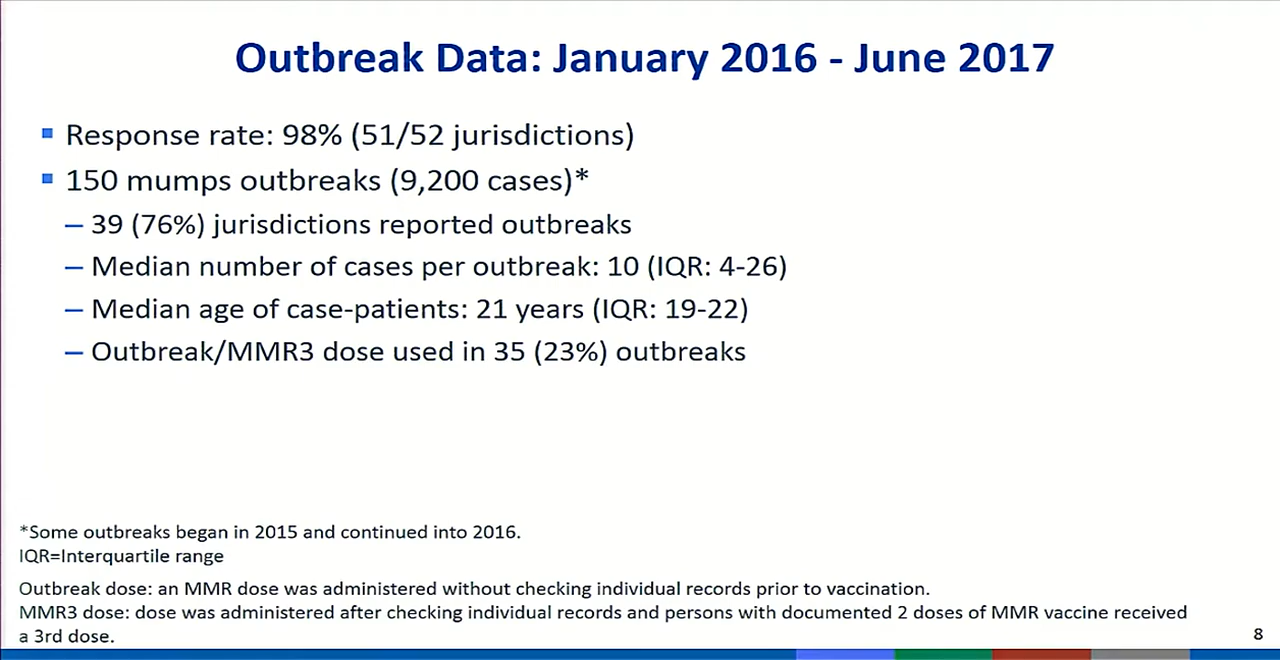 Outbreak Data: January 2016 - June 2017
▪ Response rate: 98% (51/52 jurisdictions)
▪ 150 mumps outbreaks (9,200 cases)*
– 39 (76%) jurisdictions reported outbreaks
– Median number of cases per outbreak: 10 (IQR: 4-26)
– Median age of case-patients: 21 years (IQR: 19-22)
– Outbreak/MMR3 dose used in 35 (23%) outbreaks
*Some outbreaks began in 2015 and continued into 2016.
IQR=Interquartile range
Outbreak dose: an MMR dose was administered without checking individual records prior to vaccination.
MMR3 dose: dose was administered after checking individual records and persons with documented 2 doses of MMR vaccine received
a 3rd dose.
8